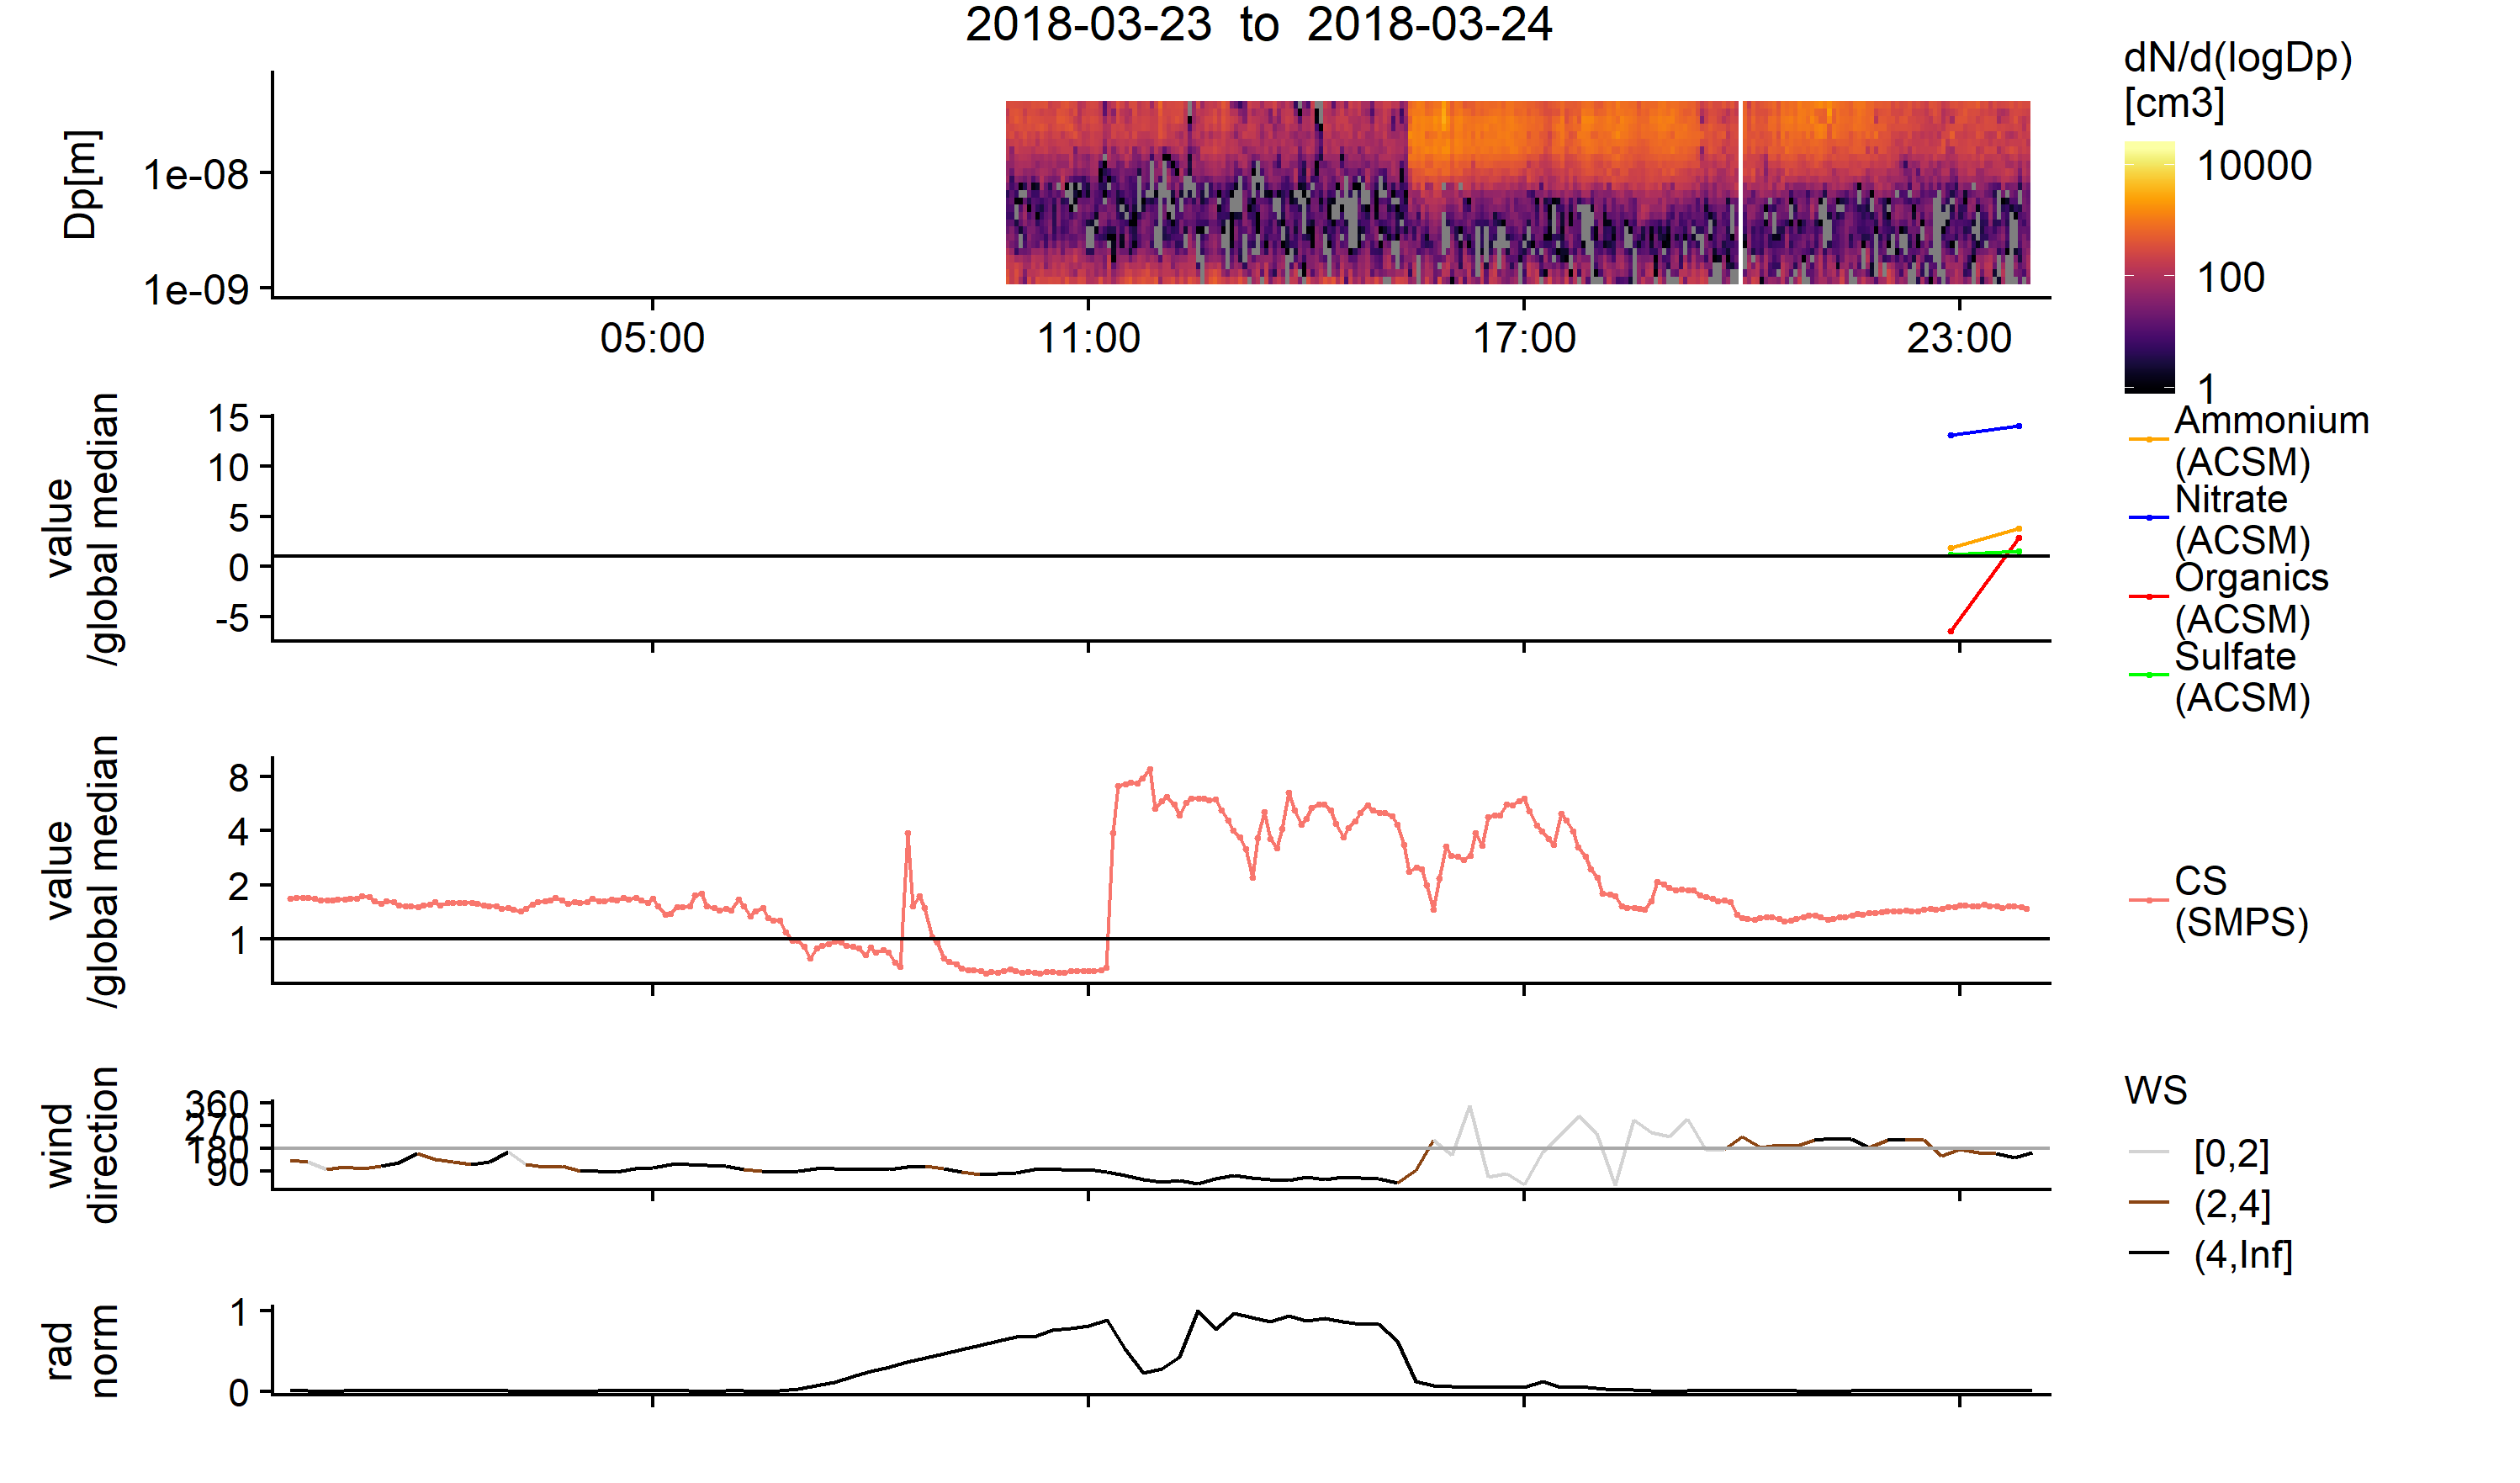 2018-03-23 to 2018-03-24
Dp[m]
1e-08
1e-09
05:00
11:00
17:00
23:00
dN/d(logDp)
[cm3]
10000
100
1
value
/global median
15
10
5
0
-5
Ammonium
(ACSM)
Nitrate
(ACSM)
Organics
(ACSM)
Sulfate
(ACSM)
value
/global median
8
4
2
1
CS
(SMPS)
wind
direction
360
270
180
90
WS
[0,2]
(2,4]
(4,Inf]
rad
norm
1
0